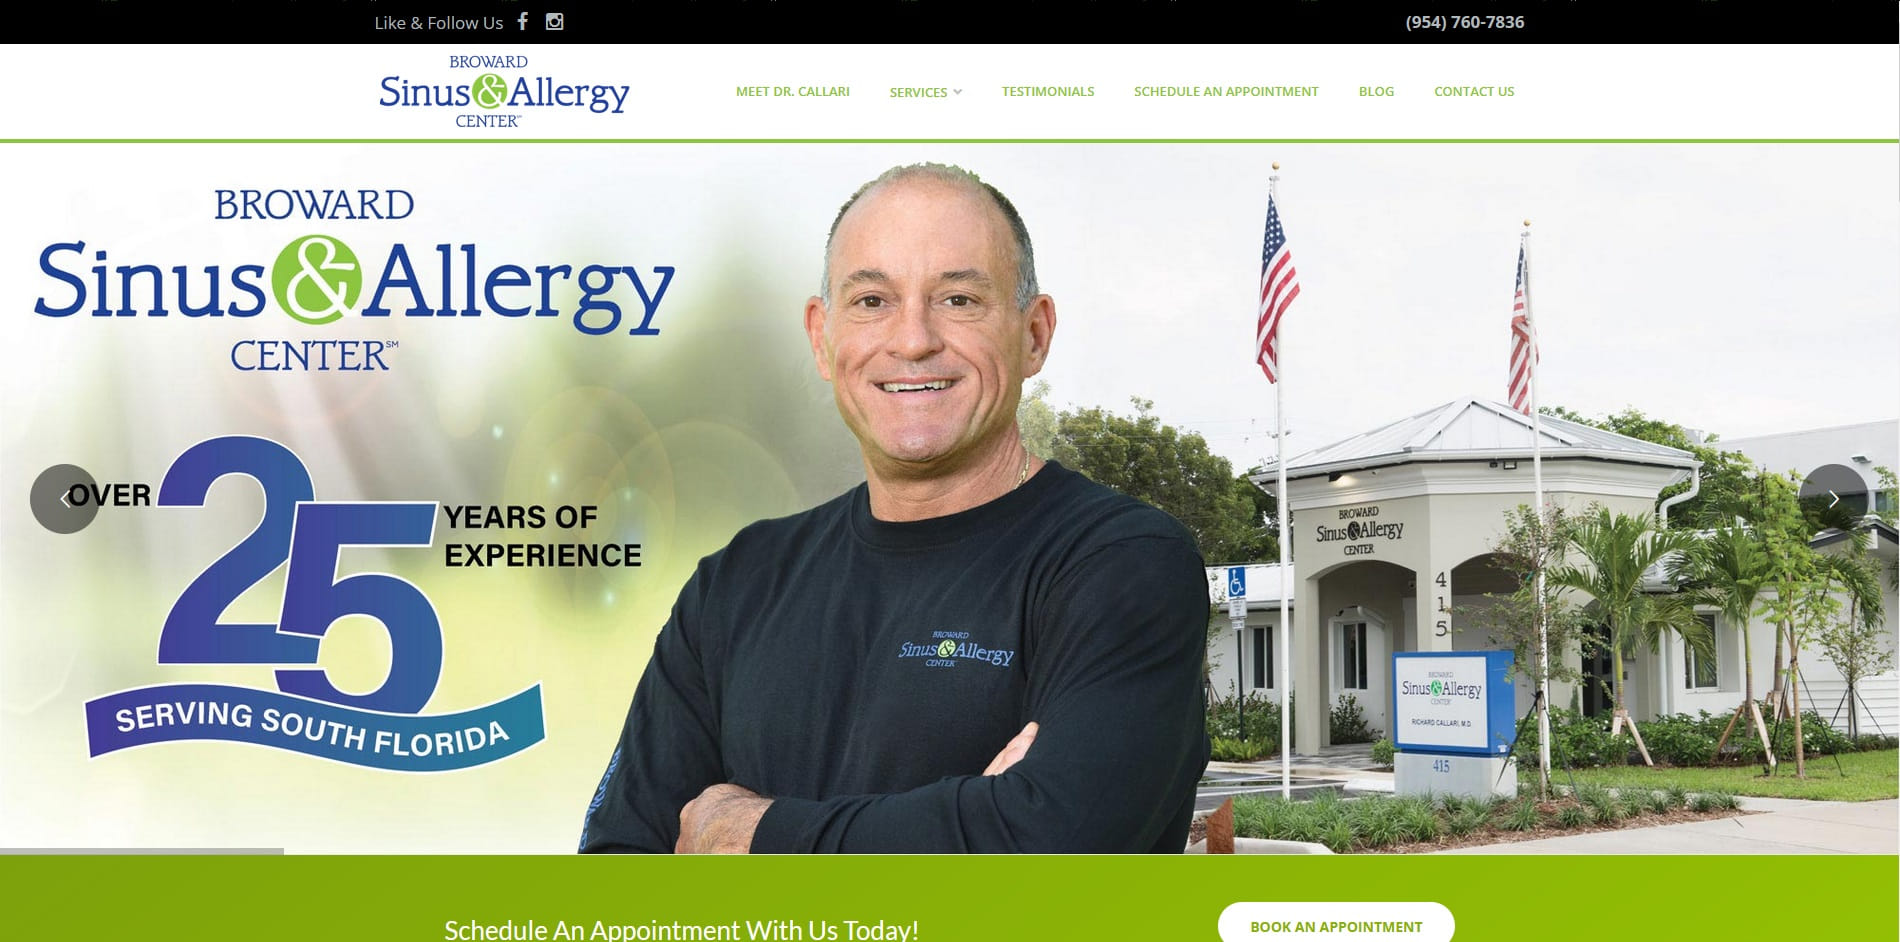 Like & Follow Us
(954) 760-7836
BROWARD
Sinus & Allergy
CENTER
MEET DR. CALLARI
SERVICES
TESTIMONIALS
SCHEDULE AN APPOINTMENT
BLOG
CONTACT US
BROWARD
Sinus & Allergy
CENTER℠
OVER
25
YEARS OF
EXPERIENCE
SERVING SOUTH FLORIDA
BROWARD
Sinus & Allergy
CENTER
BROWARD
Sinus & Allergy
CENTER
415
BROWARD
Sinus & Allergy
CENTER
RICHARD CALLARI, M.D.
415
Schedule An Appointment With Us Today!
BOOK AN APPOINTMENT